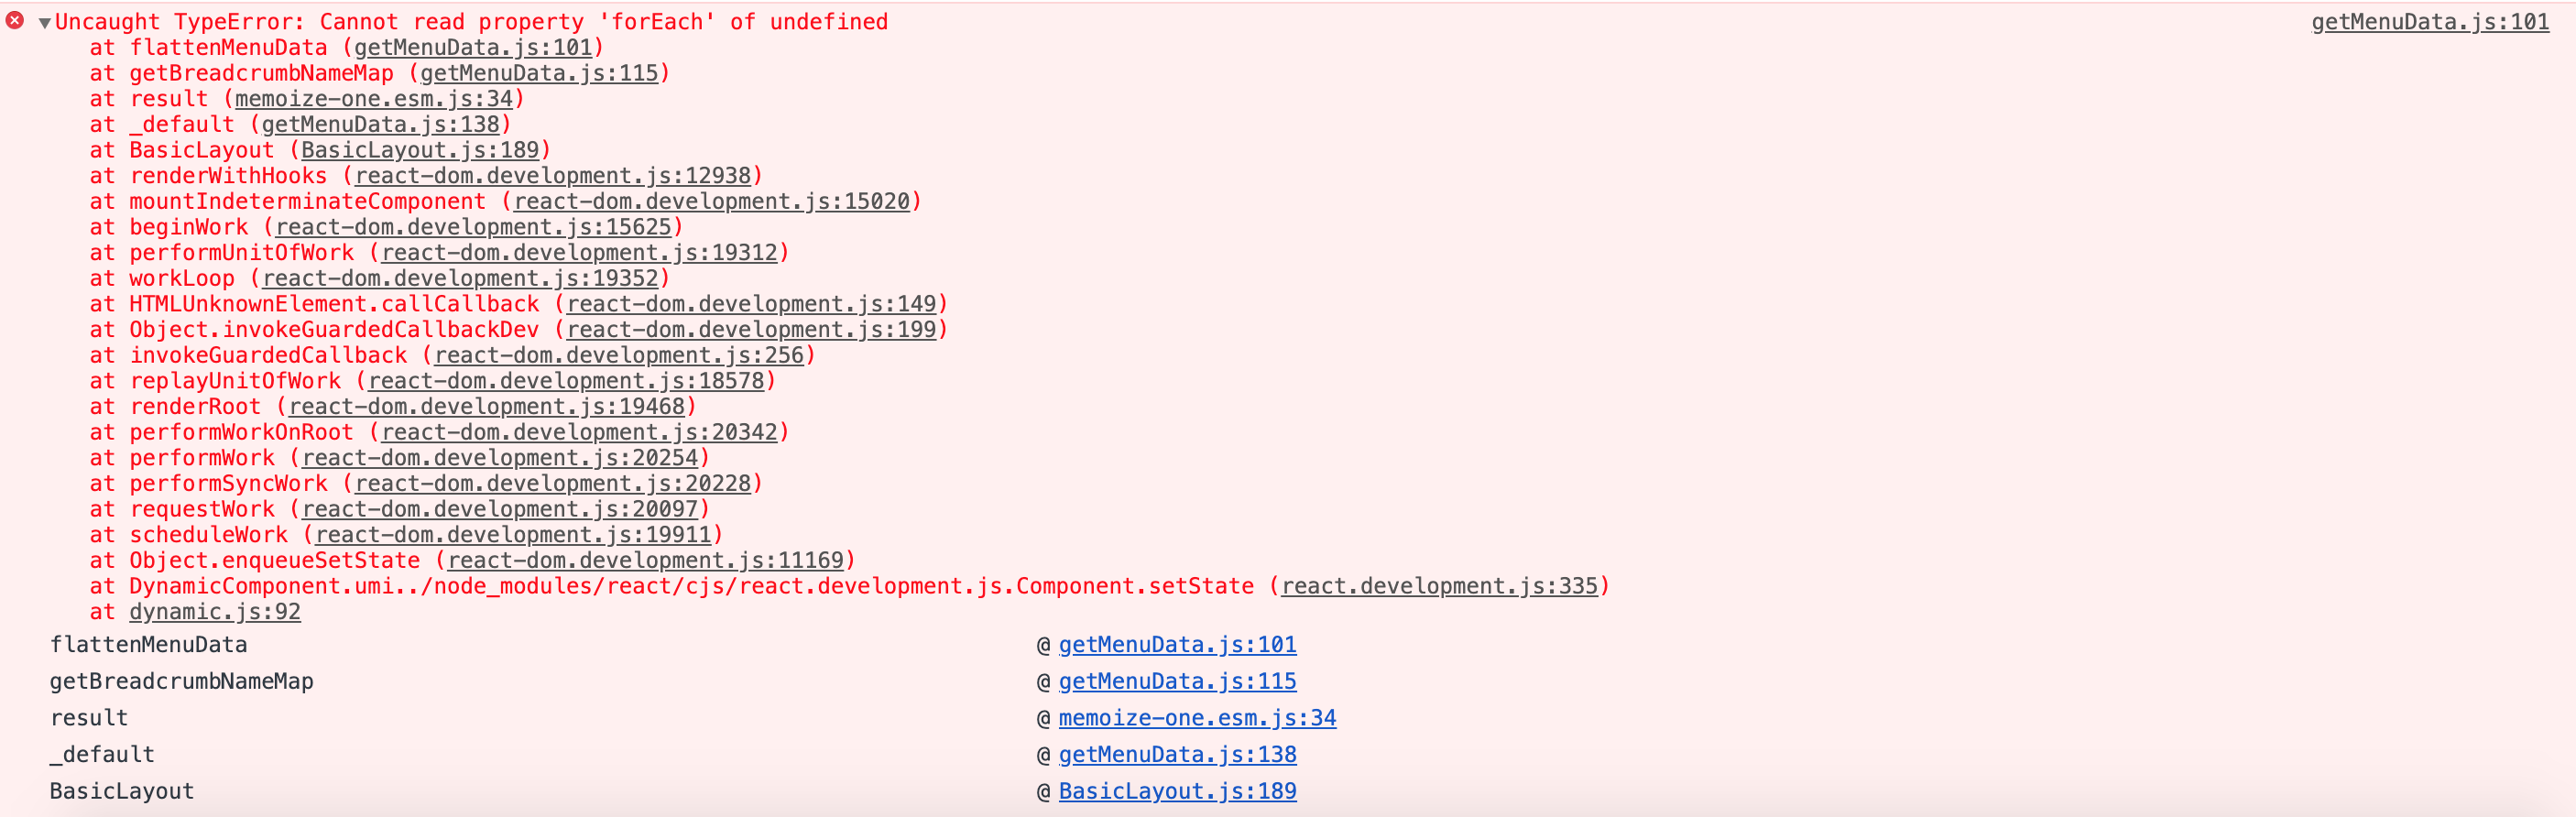 Uncaught TypeError: Cannot read property 'forEach' of undefined getMenuData.js:101
at flattenMenuData (getMenuData.js:101)
at getBreadcrumbNameMap (getMenuData.js:115)
at result (memoize-one.esm.js:34)
at _default (getMenuData.js:138)
at BasicLayout (BasicLayout.js:189)
at renderWithHooks (react-dom.development.js:12938)
at mountIndeterminateComponent (react-dom.development.js:15020)
at beginWork (react-dom.development.js:15625)
at performUnitOfWork (react-dom.development.js:19312)
at workLoop (react-dom.development.js:19352)
at HTMLUnknownElement.callCallback (react-dom.development.js:149)
at Object.invokeGuardedCallbackDev (react-dom.development.js:199)
at invokeGuardedCallback (react-dom.development.js:256)
at replayUnitOfWork (react-dom.development.js:18578)
at renderRoot (react-dom.development.js:19468)
at performWorkOnRoot (react-dom.development.js:20342)
at performWork (react-dom.development.js:20254)
at performSyncWork (react-dom.development.js:20228)
at requestWork (react-dom.development.js:20097)
at scheduleWork (react-dom.development.js:19911)
at Object.enqueueSetState (react-dom.development.js:11169)
at DynamicComponent.umi../node_modules/react/cjs/react.development.js.Component.setState (react.development.js:335)
at dynamic.js:92
flattenMenuData @ getMenuData.js:101
getBreadcrumbNameMap @ getMenuData.js:115
result @ memoize-one.esm.js:34
_default @ getMenuData.js:138
BasicLayout @ BasicLayout.js:189